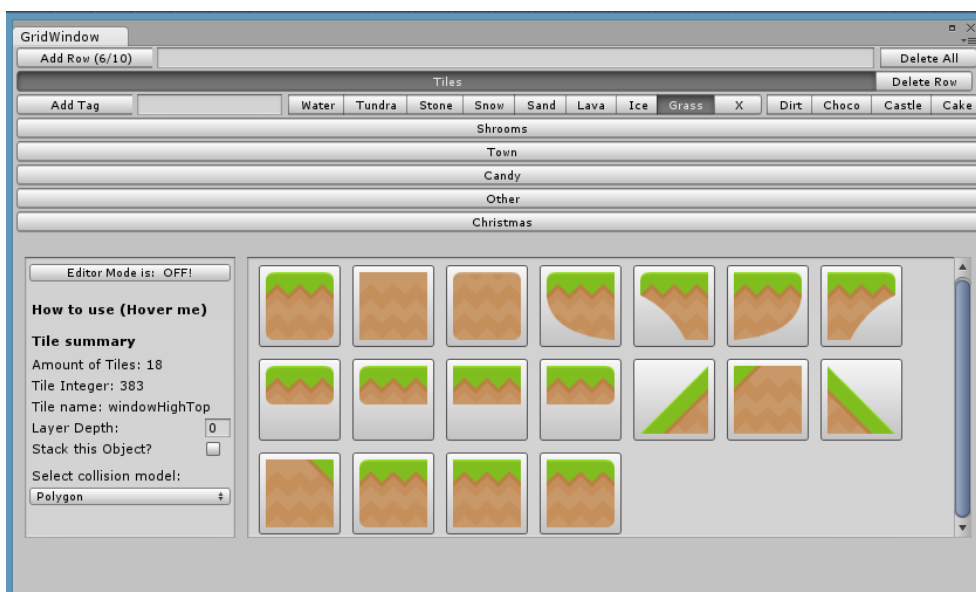 GridWindow
Add Row (6/10) Delete All
Tiles Delete Row
Add Tag Water Tundra Stone Snow Sand Lava Ice Grass X Dirt Choco Castle Cake
Shrooms
Town
Candy
Other
Christmas
Editor Mode is: OFF!
How to use (Hover me)
Tile summary
Amount of Tiles: 18
Tile Integer: 383
Tile name: windowHighTop
Layer Depth: 0
Stack this Object?
Select collision model:
Polygon